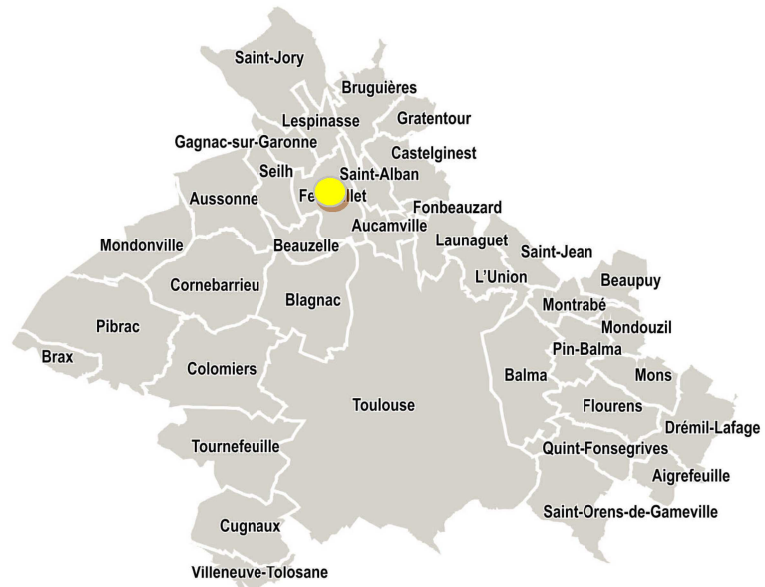 Saint-Jory
Bruguières
Lespinasse
Gratentour
Gagnac-sur-Garonne
Castelginest
Seilh
Saint-Alban
Aussonne
Fonbeauzard
Aucamville
Mondonville
Beauzelle
Launaguet
Saint-Jean
L'Union
Beaupuy
Cornebarrieu
Blagnac
Montrabé
Pibrac
Mondouzil
Brax
Pin-Balma
Colomiers
Balma
Mons
Toulouse
Flourens
Drémil-Lafage
Tournefeuille
Quint-Fonsegrives
Aigrefeuille
Saint-Orens-de-Gameville
Cugnaux
Villeneuve-Tolosane